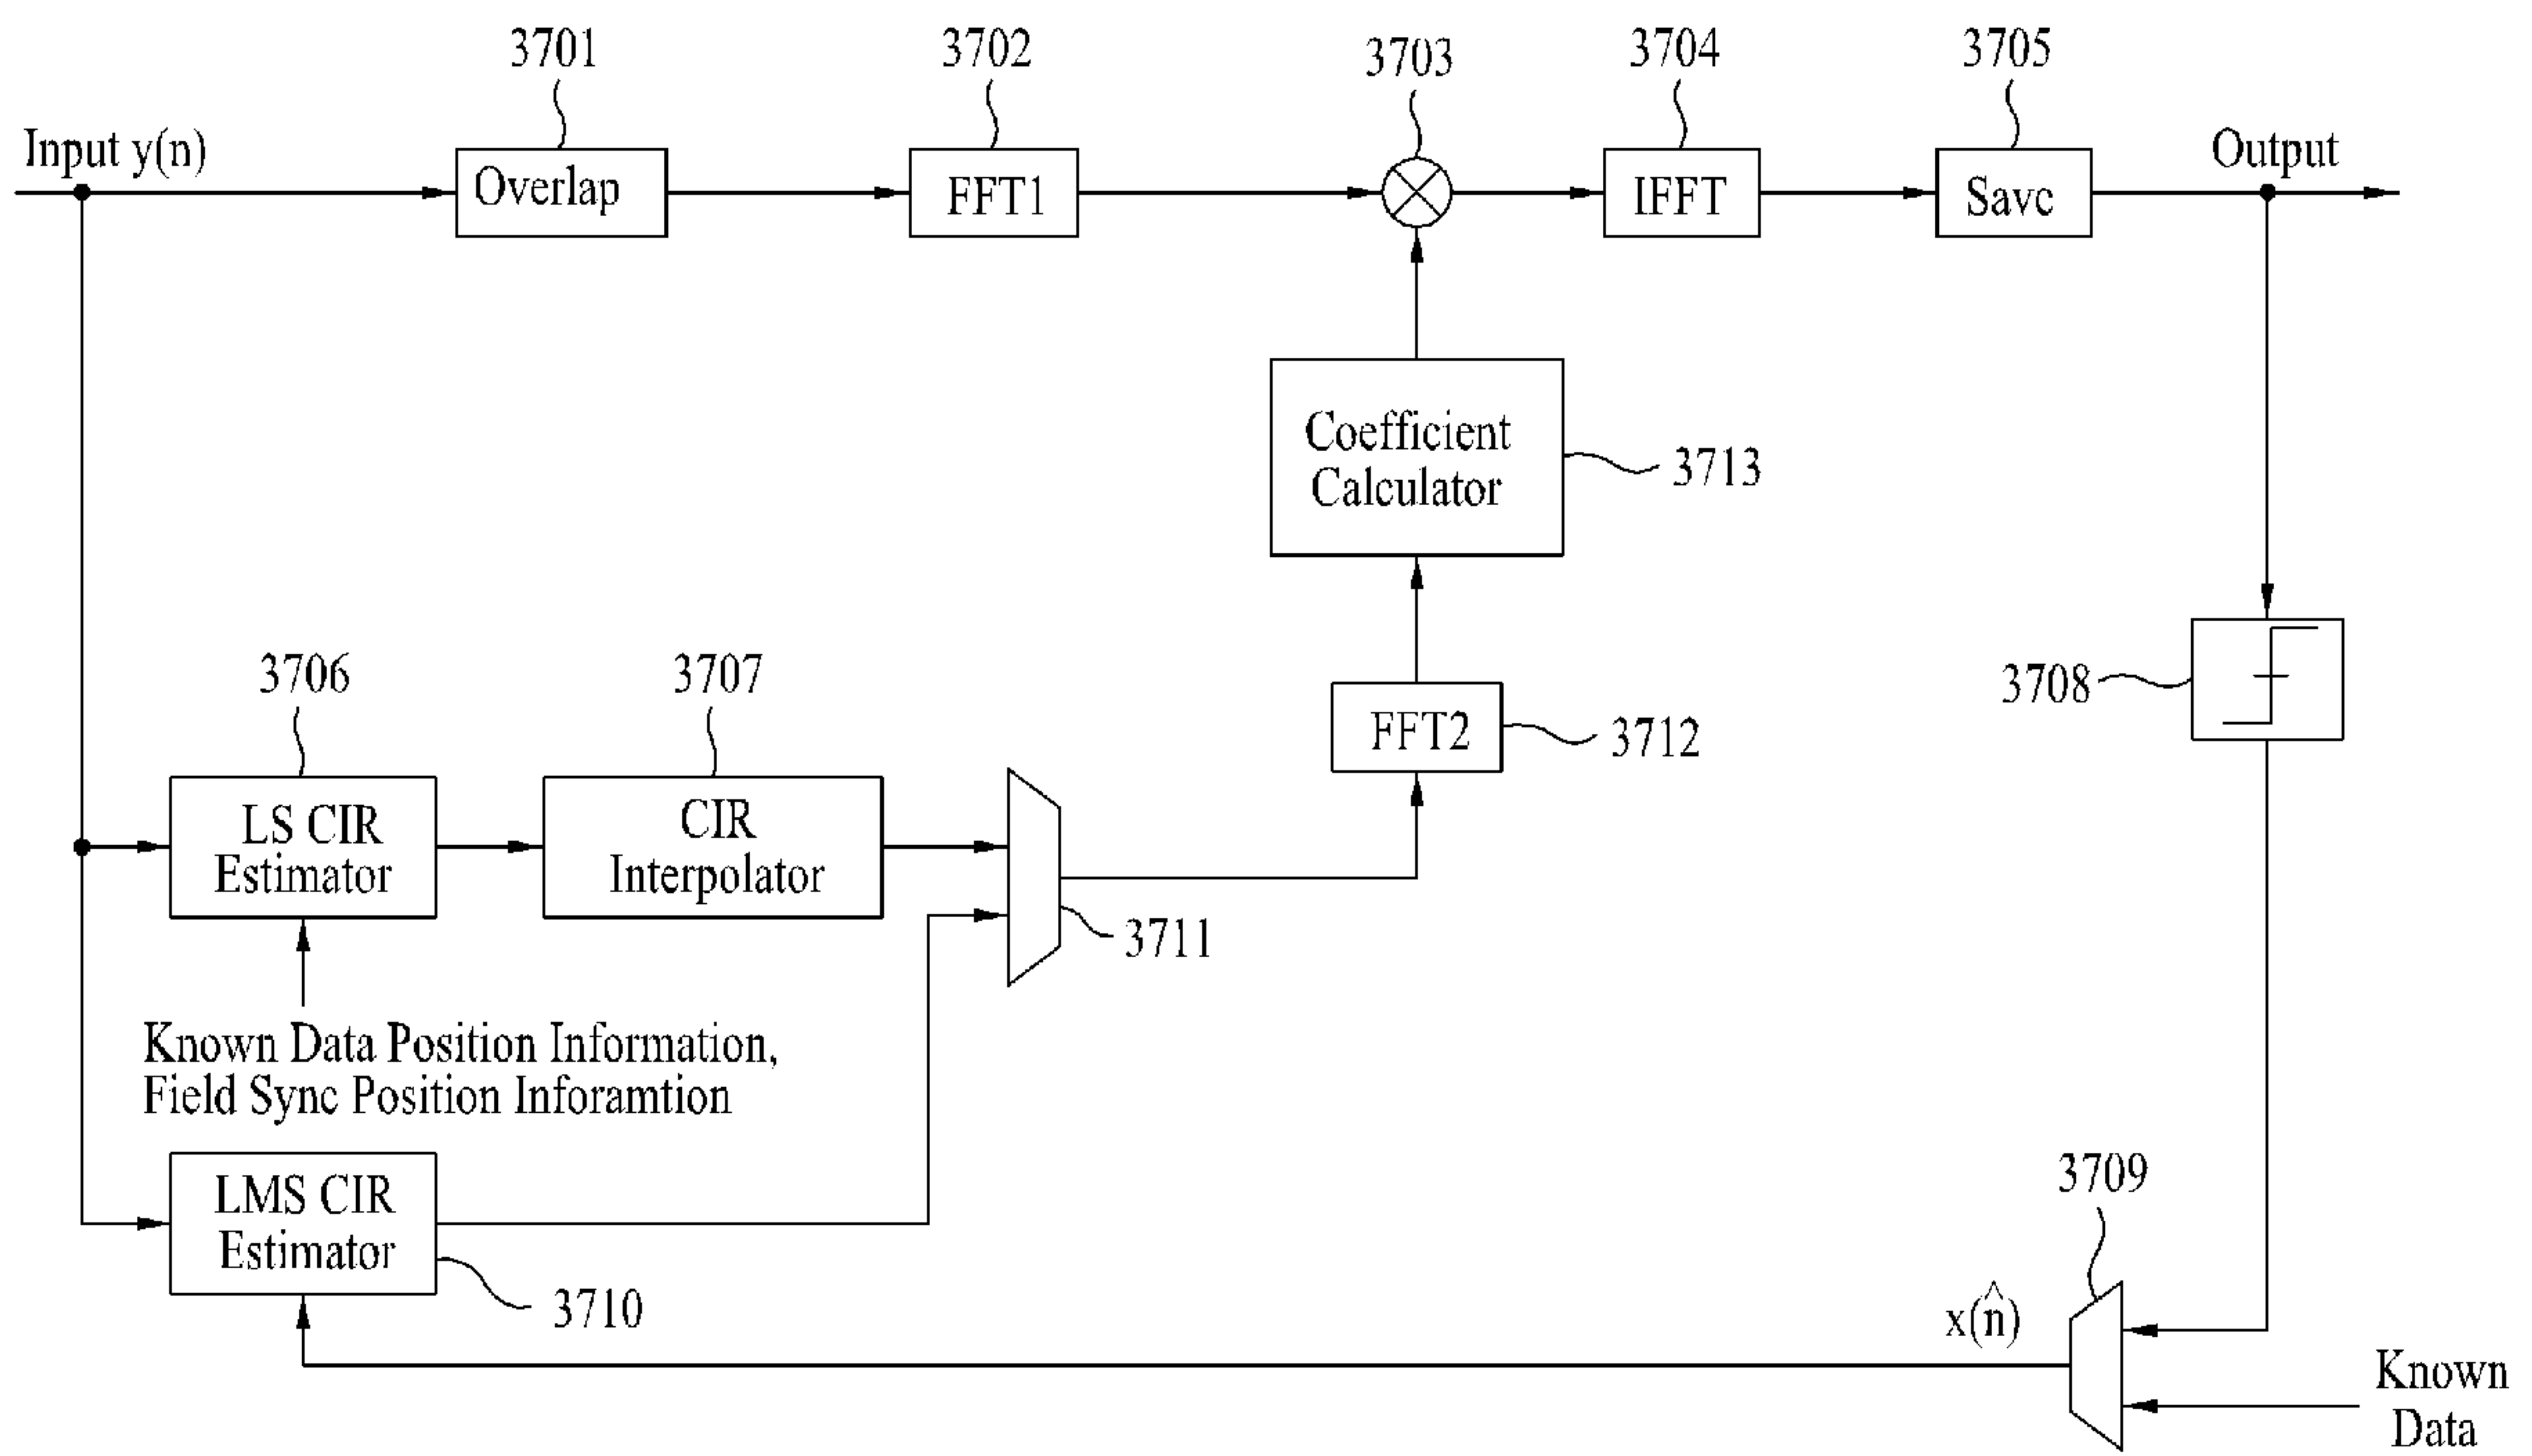 3701
3702
3703
3704
3705
Input y(n)
Output
Overlap
FFT1
IFFT
Save
Coefficient
Calculator
3713
3706
3707
3708
FFT2
3712
LS CIR
Estimator
CIR
Interpolator
3711
Known Data Position Information,
Field Sync Position Inforamtion
LMS CIR
Estimator
3710
3709
x(n̂)
Known
Data